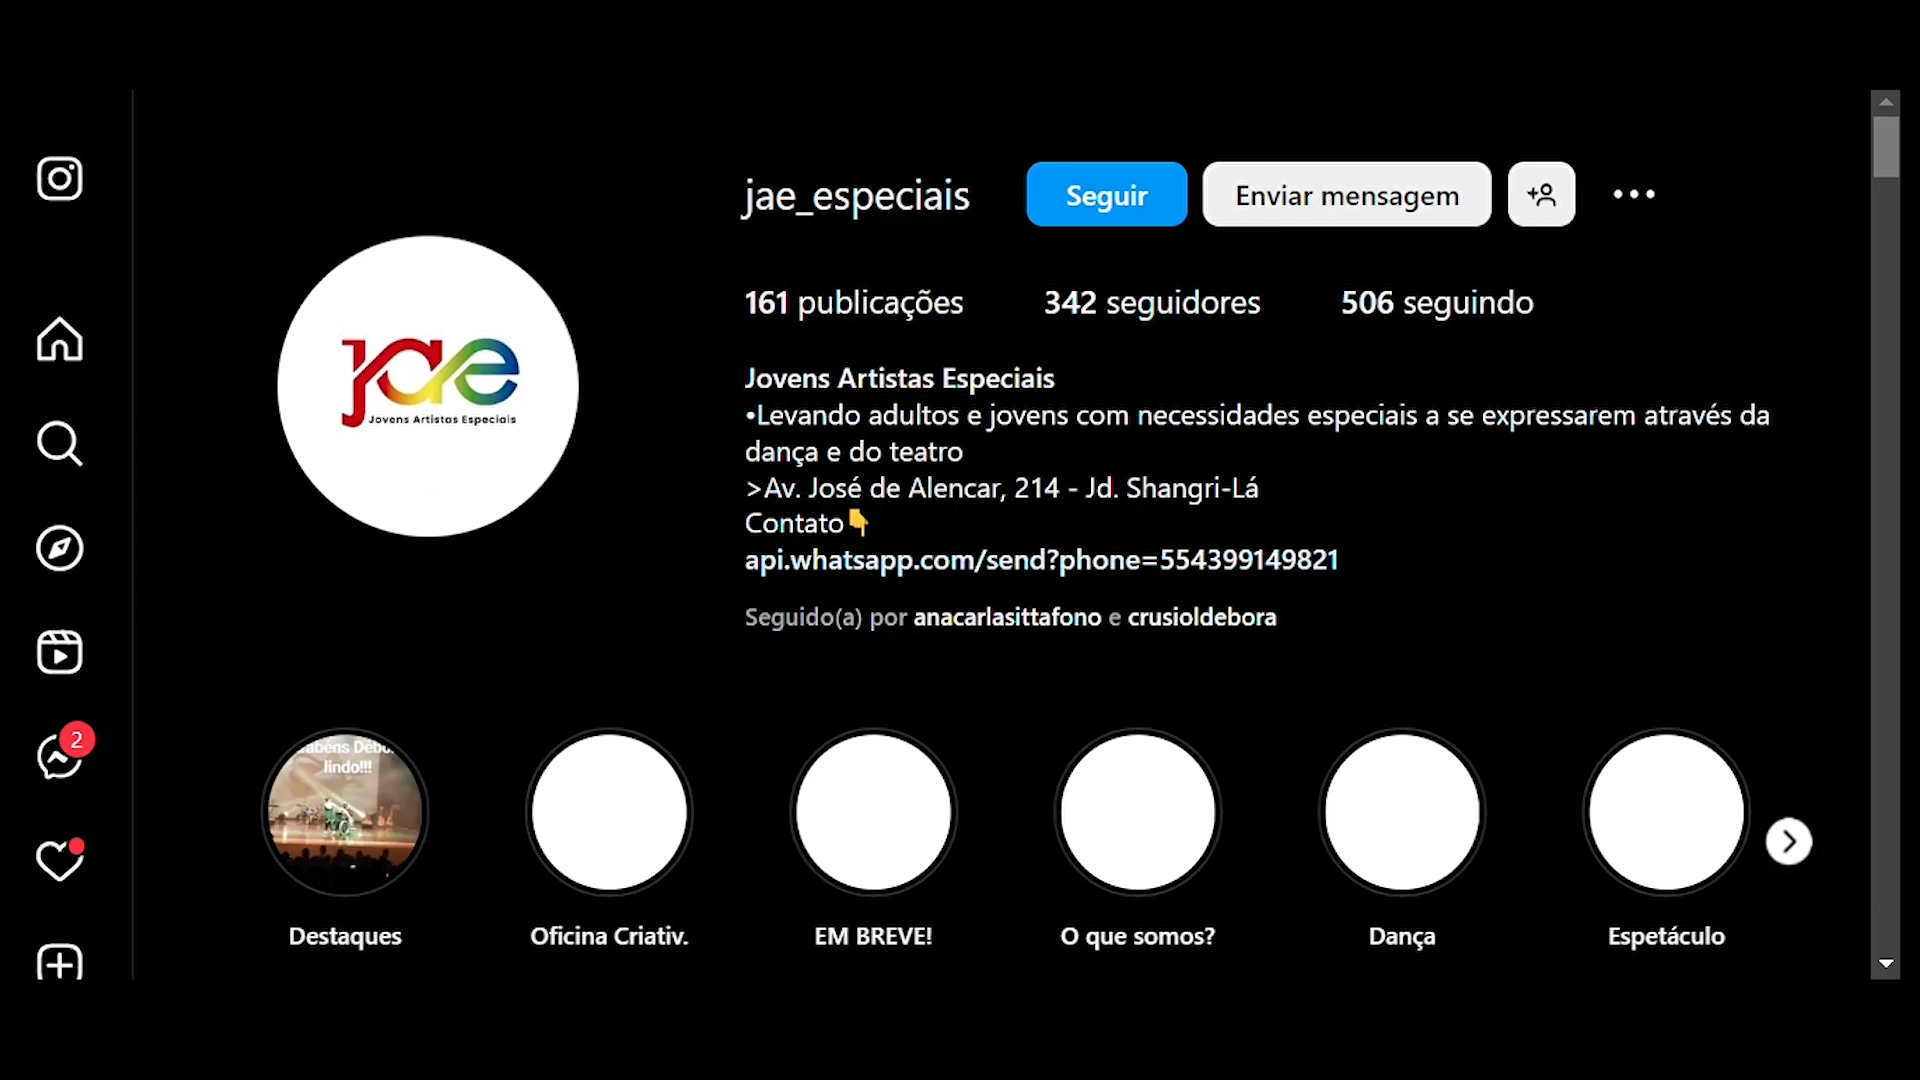 jae_especiais
Seguir
Enviar mensagem
161 publicações
342 seguidores
506 seguindo
jae
Jovens Artistas Especiais
Jovens Artistas Especiais
•Levando adultos e jovens com necessidades especiais a se expressarem através da
dança e do teatro
>Av. José de Alencar, 214 - Jd. Shangri-Lá
Contato👇
api.whatsapp.com/send?phone=554399149821
Seguido(a) por anacarlasittafono e crusioldebora
2
lindo!!!
Destaques
Oficina Criativ.
EM BREVE!
O que somos?
Dança
Espetáculo